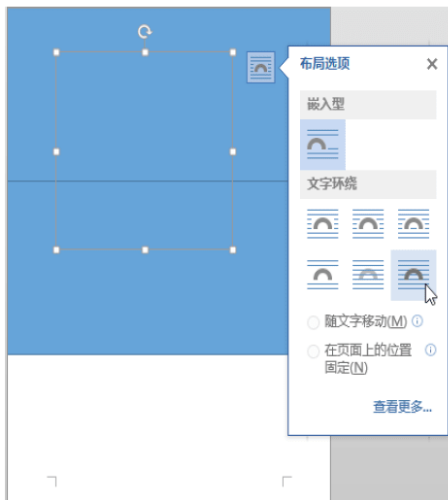 布局选项
嵌入型
文字环绕
随文字移动(M)
在页面上的位置
固定(N)
查看更多...